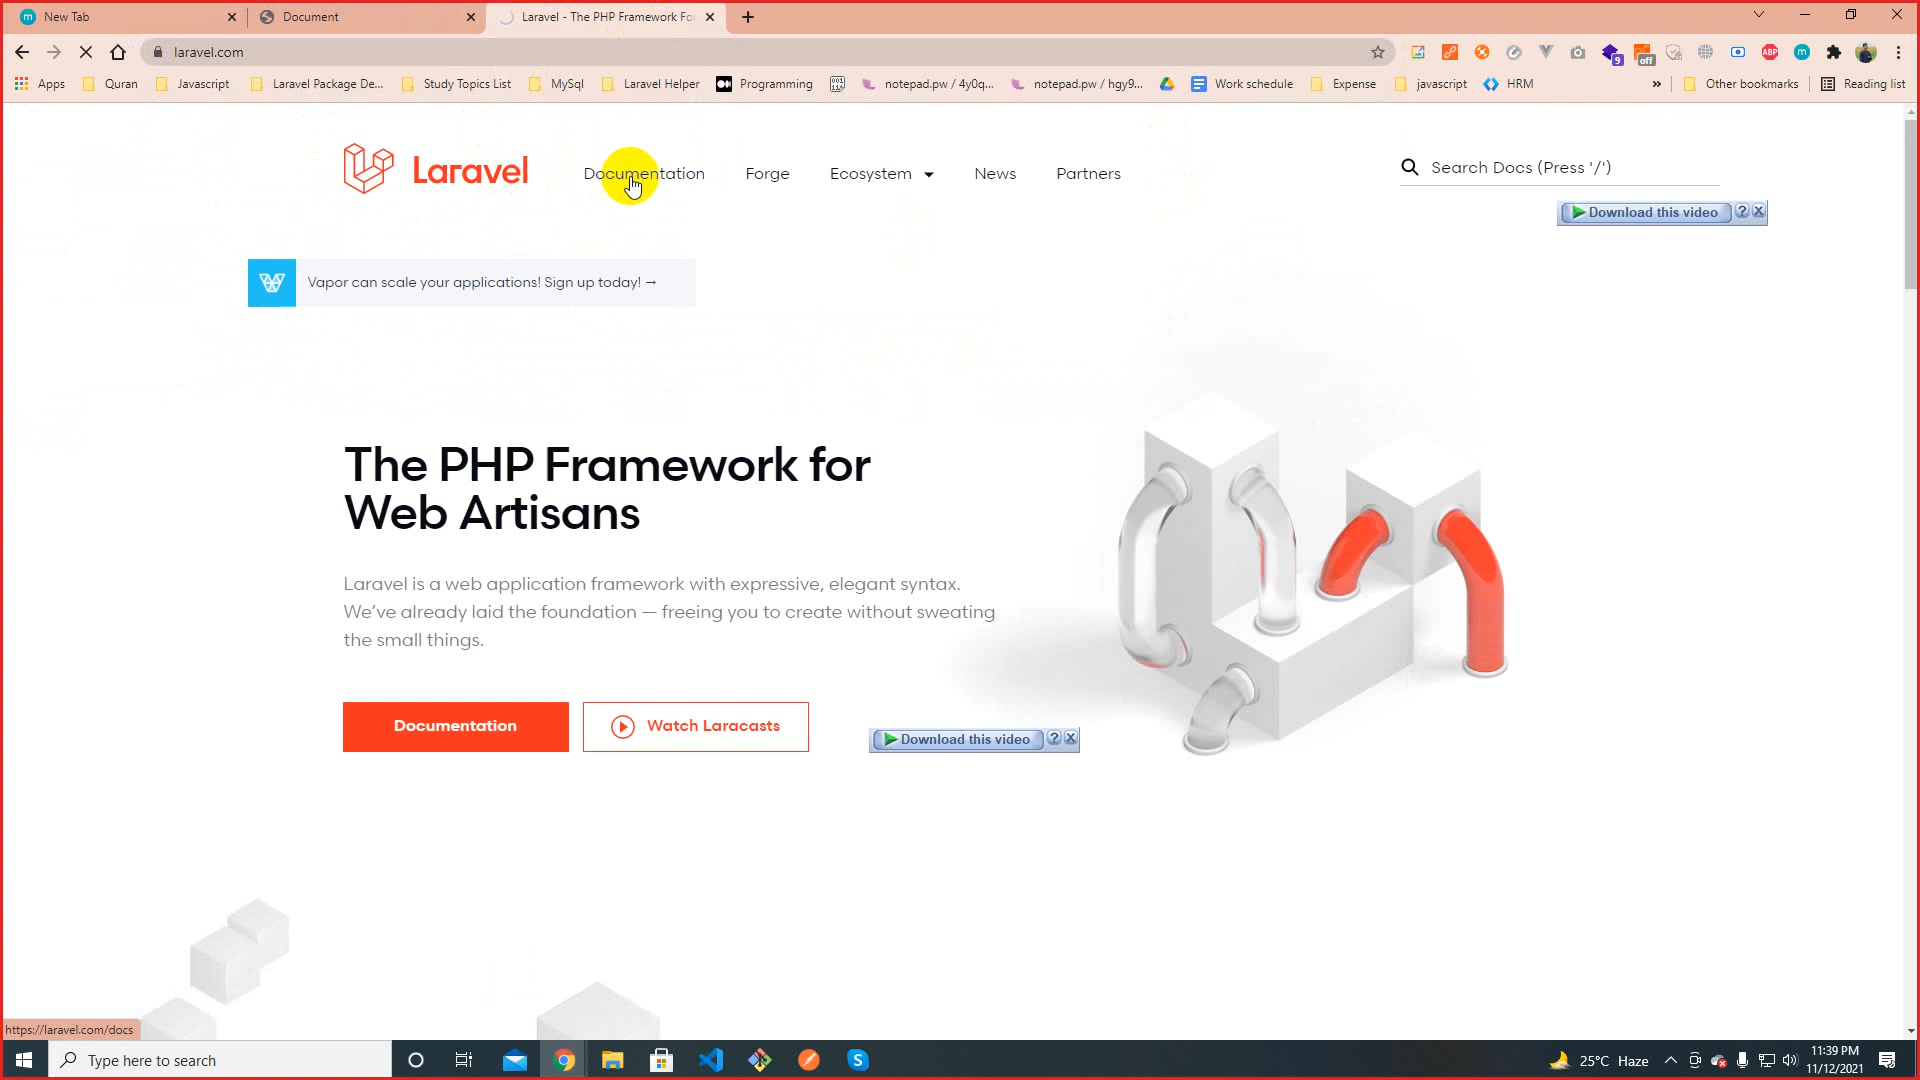 New Tab
Document
Laravel - The PHP Framework For
laravel.com
9
off
ABP
m
Apps
Quran
Javascript
Laravel Package De...
Study Topics List
MySql
Laravel Helper
Programming
notepad.pw / 4y0q...
notepad.pw / hgy9...
Work schedule
Expense
javascript
HRM
»
Other bookmarks
Reading list
Laravel
Documentation
Forge
Ecosystem
News
Partners
Search Docs (Press '/')
Download this video
Vapor can scale your applications! Sign up today! →
The PHP Framework for
Web Artisans
Laravel is a web application framework with expressive, elegant syntax.
We’ve already laid the foundation — freeing you to create without sweating
the small things.
Documentation
Watch Laracasts
Download this video
https://laravel.com/docs
Type here to search
25°C Haze
11:39 PM
11/12/2021